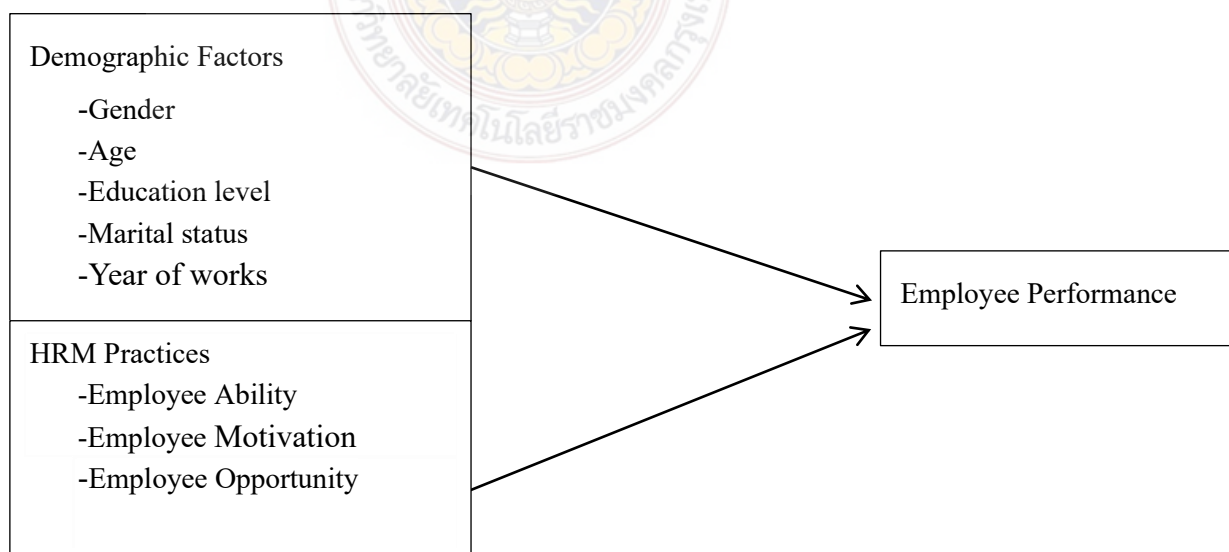 Demographic Factors
-Gender
-Age
-Education level
-Marital status
-Year of works
HRM Practices
-Employee Ability
-Employee Motivation
-Employee Opportunity
Employee Performance